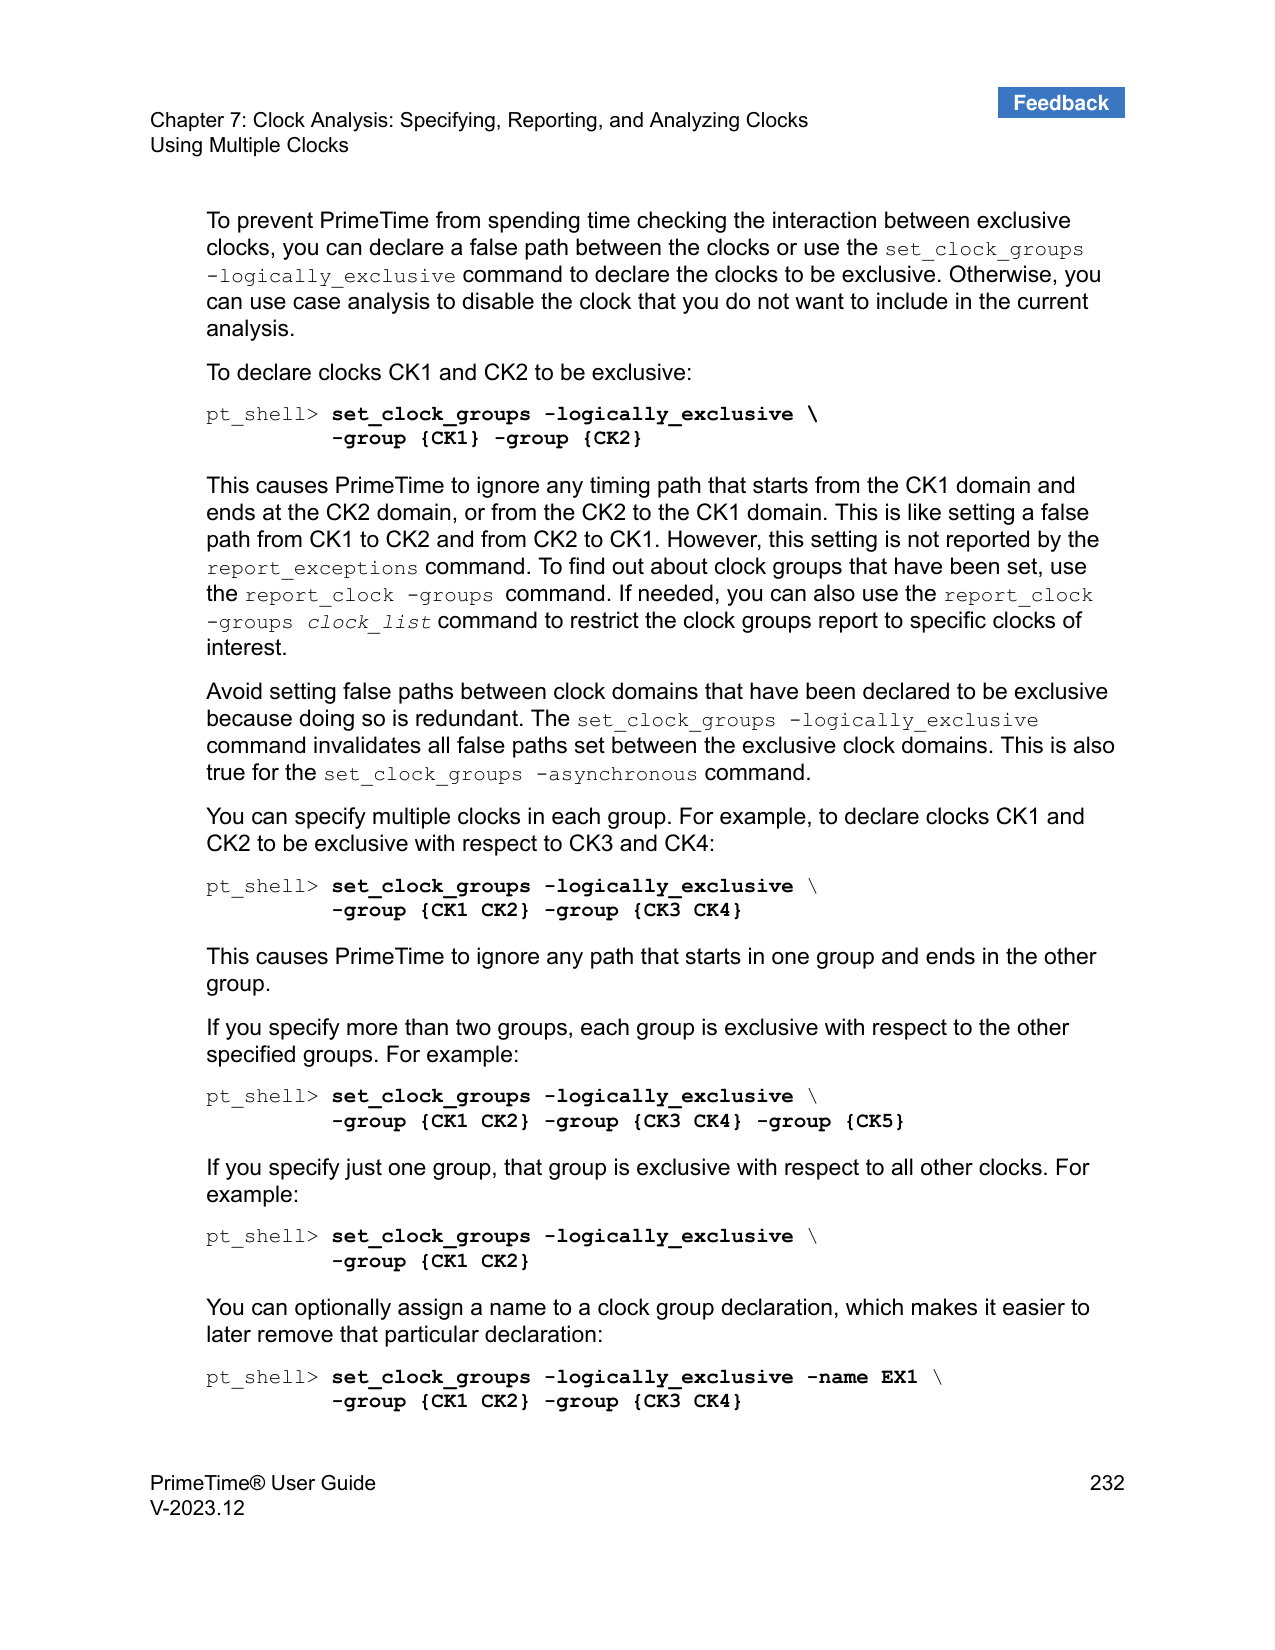 Feedback
Chapter 7: Clock Analysis: Specifying, Reporting, and Analyzing Clocks
Using Multiple Clocks
To prevent PrimeTime from spending time checking the interaction between exclusive
clocks, you can declare a false path between the clocks or use the set_clock_groups
-logically_exclusive command to declare the clocks to be exclusive. Otherwise, you
can use case analysis to disable the clock that you do not want to include in the current
analysis.
To declare clocks CK1 and CK2 to be exclusive:
pt_shell> set_clock_groups -logically_exclusive \
-group {CK1} -group {CK2}
This causes PrimeTime to ignore any timing path that starts from the CK1 domain and
ends at the CK2 domain, or from the CK2 to the CK1 domain. This is like setting a false
path from CK1 to CK2 and from CK2 to CK1. However, this setting is not reported by the
report_exceptions command. To find out about clock groups that have been set, use
the report_clock -groups command. If needed, you can also use the report_clock
-groups clock_list command to restrict the clock groups report to specific clocks of
interest.
Avoid setting false paths between clock domains that have been declared to be exclusive
because doing so is redundant. The set_clock_groups -logically_exclusive
command invalidates all false paths set between the exclusive clock domains. This is also
true for the set_clock_groups -asynchronous command.
You can specify multiple clocks in each group. For example, to declare clocks CK1 and
CK2 to be exclusive with respect to CK3 and CK4:
pt_shell> set_clock_groups -logically_exclusive \
-group {CK1 CK2} -group {CK3 CK4}
This causes PrimeTime to ignore any path that starts in one group and ends in the other
group.
If you specify more than two groups, each group is exclusive with respect to the other
specified groups. For example:
pt_shell> set_clock_groups -logically_exclusive \
-group {CK1 CK2} -group {CK3 CK4} -group {CK5}
If you specify just one group, that group is exclusive with respect to all other clocks. For
example:
pt_shell> set_clock_groups -logically_exclusive \
-group {CK1 CK2}
You can optionally assign a name to a clock group declaration, which makes it easier to
later remove that particular declaration:
pt_shell> set_clock_groups -logically_exclusive -name EX1 \
-group {CK1 CK2} -group {CK3 CK4}
PrimeTime® User Guide 232
V-2023.12